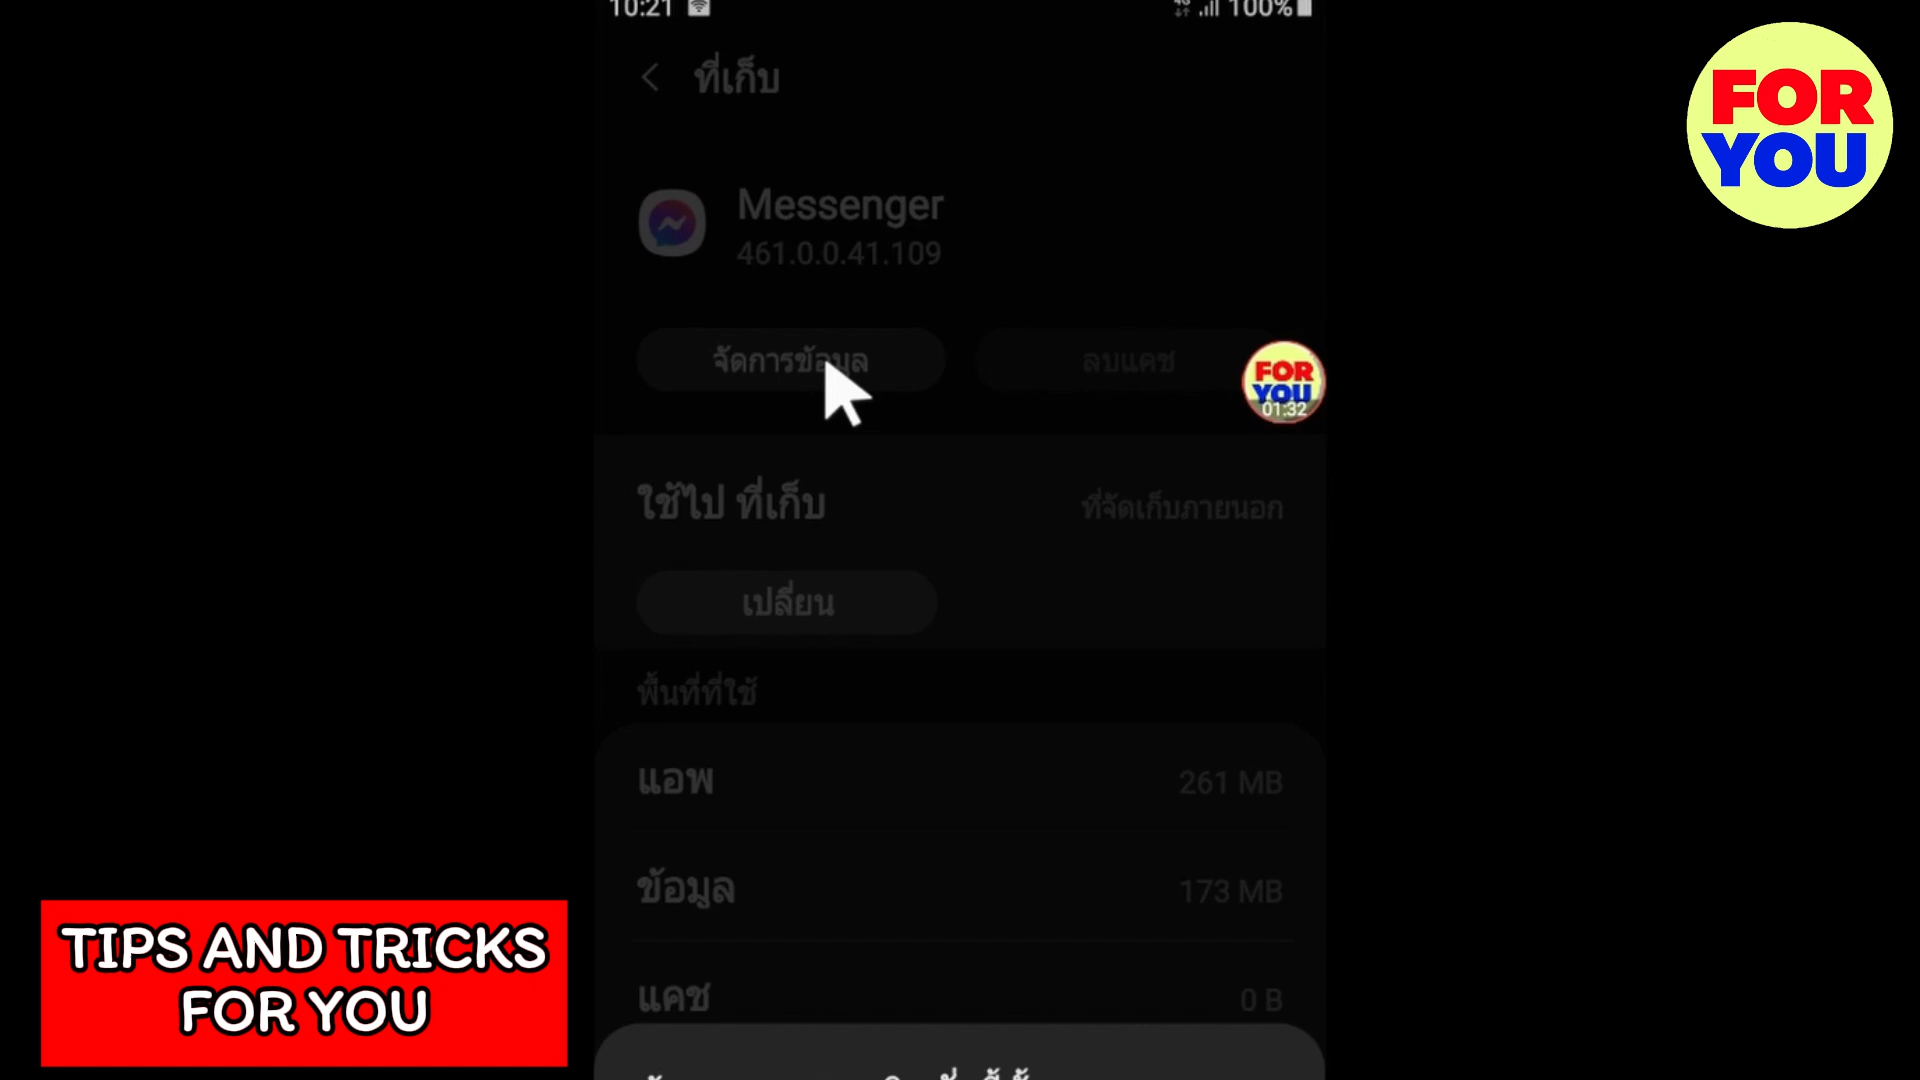 10:21
100%
ที่เก็บ
FOR
YOU
Messenger
461.0.0.41.109
จัดการข้อมูล
ลบแคช
FOR
YOU
01:32
ใช้ไป ที่เก็บ
ที่จัดเก็บภายนอก
เปลี่ยน
พื้นที่ที่ใช้
แอพ
261 MB
ข้อมูล
173 MB
แคช
0 B
TIPS AND TRICKS
FOR YOU